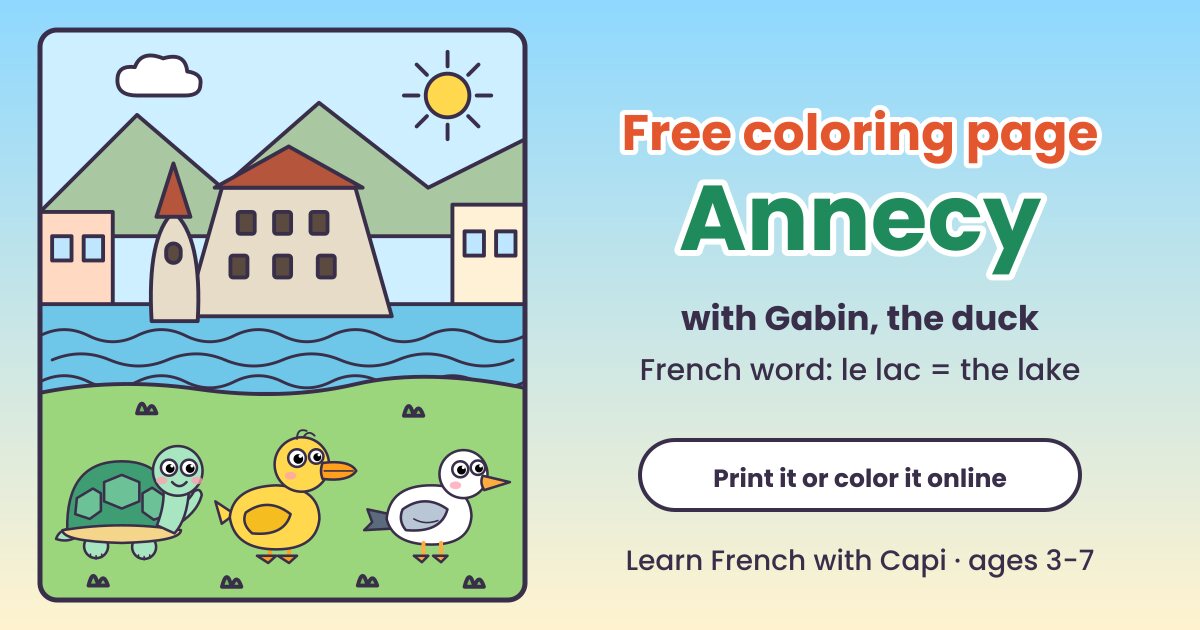 Free coloring page
Annecy
with Gabin, the duck
French word: le lac = the lake
Print it or color it online
Learn French with Capi · ages 3-7